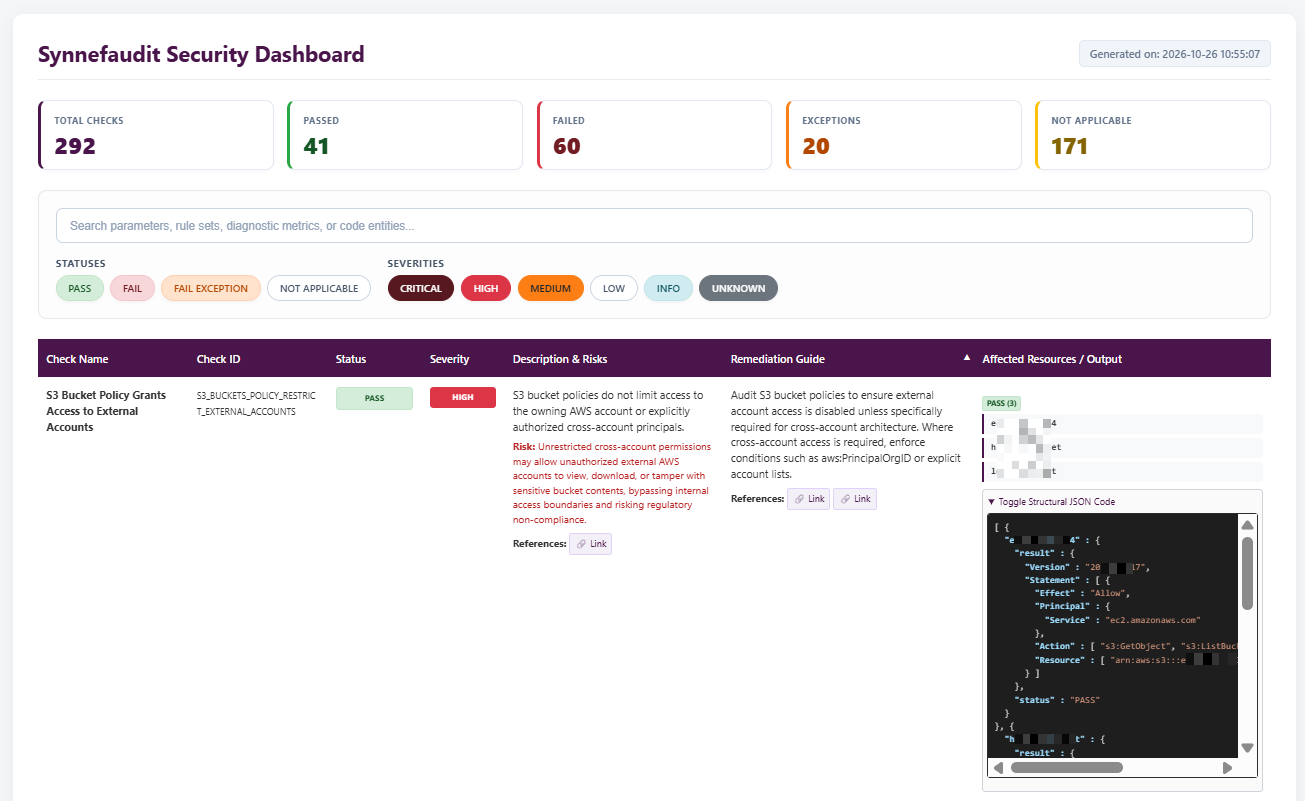 Synnefaudit Security Dashboard
Generated on: 2026-10-26 10:55:07
TOTAL CHECKS
292
PASSED
41
FAILED
60
EXCEPTIONS
20
NOT APPLICABLE
171
Search parameters, rule sets, diagnostic metrics, or code entities...
STATUSES
PASS
FAIL
FAIL EXCEPTION
NOT APPLICABLE
SEVERITIES
CRITICAL
HIGH
MEDIUM
LOW
INFO
UNKNOWN
Check Name
Check ID
Status
Severity
Description & Risks
Remediation Guide
▲
Affected Resources / Output
S3 Bucket Policy Grants
Access to External
Accounts
S3_BUCKETS_POLICY_RESTRIC
T_EXTERNAL_ACCOUNTS
PASS
HIGH
S3 bucket policies do not limit access to
the owning AWS account or explicitly
authorized cross-account principals.
Risk: Unrestricted cross-account permissions
may allow unauthorized external AWS
accounts to view, download, or tamper with
sensitive bucket contents, bypassing internal
access boundaries and risking regulatory
non-compliance.
References: Link
Audit S3 bucket policies to ensure external
account access is disabled unless specifically
required for cross-account architecture. Where
cross-account access is required, enforce
conditions such as aws:PrincipalOrgID or explicit
account lists.
References: Link Link
PASS (3)
▼ Toggle Structural JSON Code
[ {
" : {
"result" : {
"Version" :
"Statement" : [ {
"Effect" : "Allow",
"Principal" : {
"Service" : "ec2.amazonaws.com"
},
"Action" : [ "s3:GetObject",
"Resource" : [
} ]
},
"status" : "PASS"
}
}, {
" : {
"result" : {